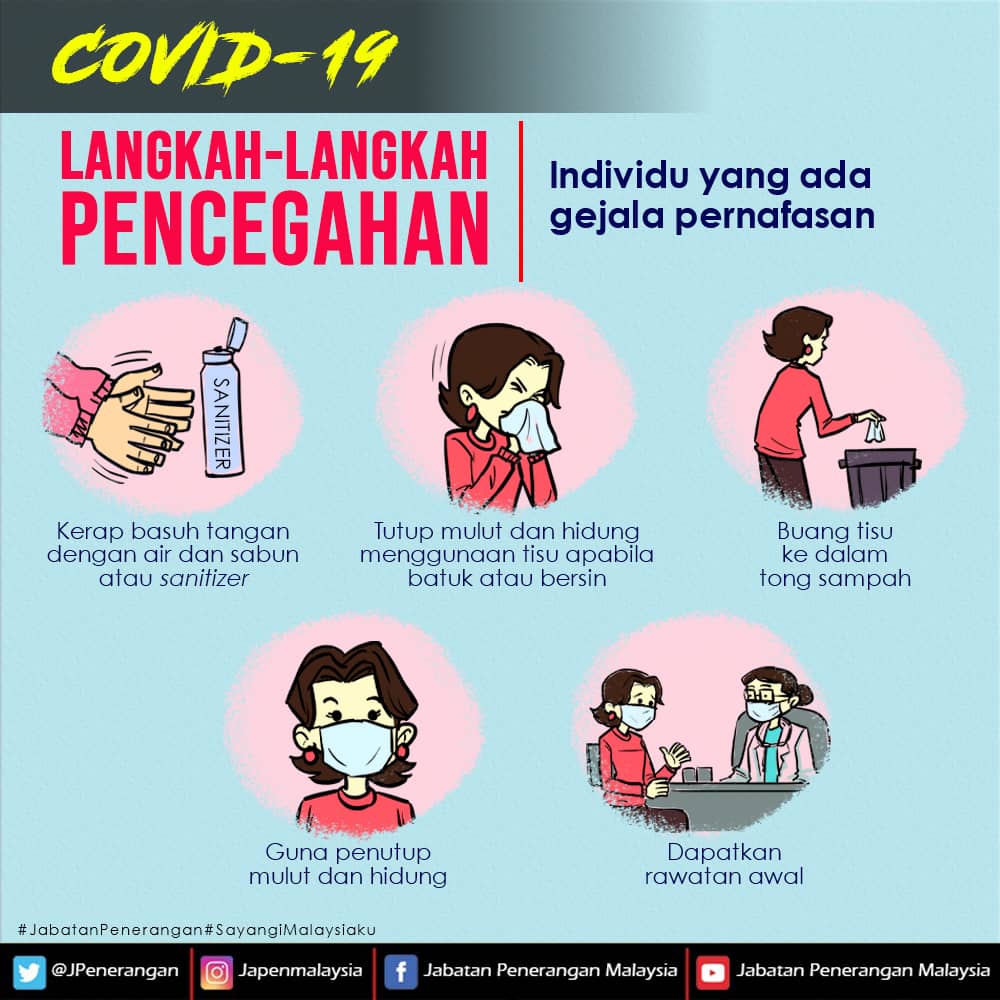 COVID-19
LANGKAH-LANGKAH
PENCEGAHAN
Individu yang ada
gejala pernafasan
SANITIZER
Kerap basuh tangan
dengan air dan sabun
atau sanitizer
Tutup mulut dan hidung
menggunaan tisu apabila
batuk atau bersin
Buang tisu
ke dalam
tong sampah
Guna penutup
mulut dan hidung
Dapatkan
rawatan awal
#JabatanPenerangan#SayangiMalaysiaku
@JPenerangan
Japenmalaysia
Jabatan Penerangan Malaysia
Jabatan Penerangan Malaysia